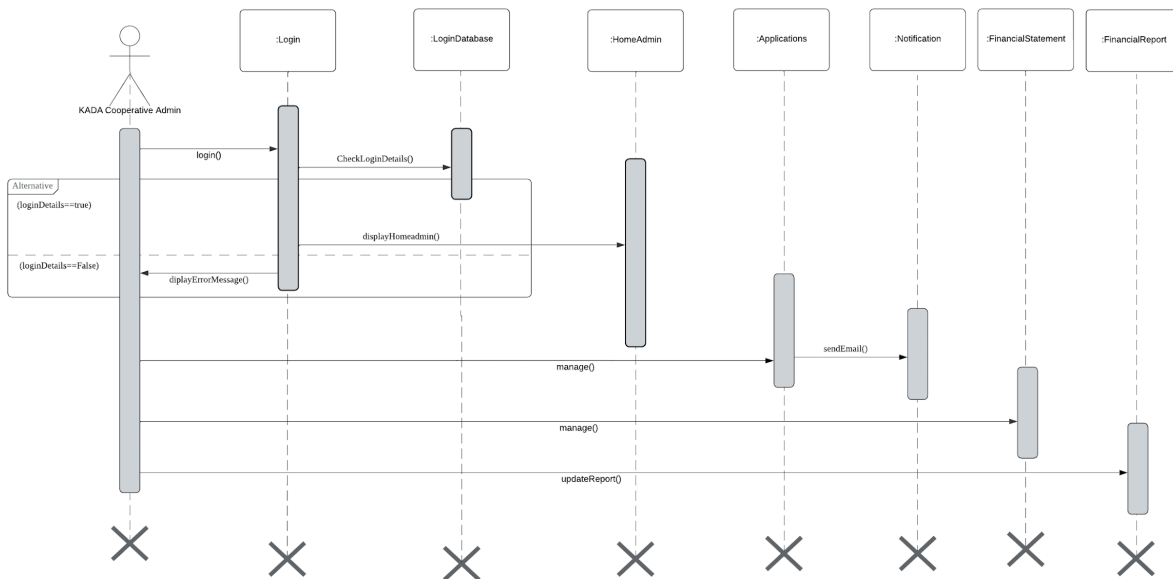 :Login
:LoginDatabase
:HomeAdmin
:Applications
:Notification
:FinancialStatement
:FinancialReport
KADA Cooperative Admin
login()
CheckLoginDetails()
Alternative
(loginDetails==true)
displayHomeadmin()
(loginDetails==False)
diplayErrorMessage()
sendEmail()
manage()
manage()
updateReport()